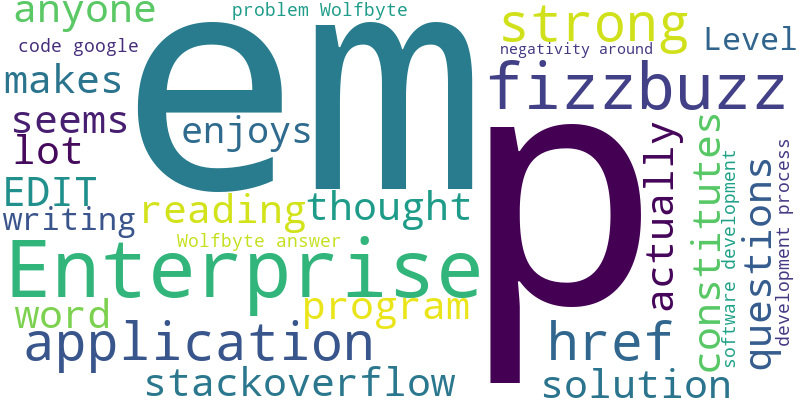 anyone
problem Wolfbyte
strong
code google
em
negativity around
Level
makes
fizzbuzz
seems
enjoys
lot
p
actually
constitutes
software development
questions
development process
EDIT
reading
thought
writing
Wolfbyte answer
Enterprise
word
program
application
href
stackoverflow
solution